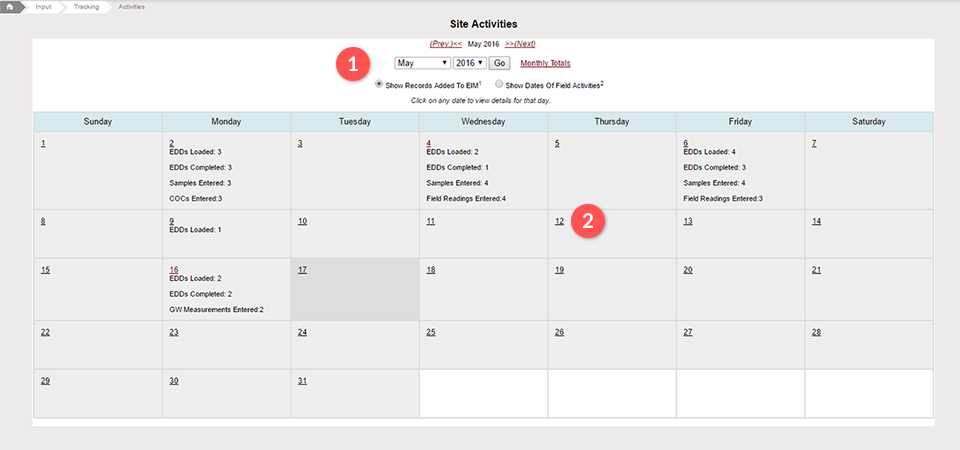 Input Tracking Activities
Site Activities
(Prev.)<< May 2016 >>(Next)
1
May 2016 Go Monthly Totals
Show Records Added To EIM1 Show Dates Of Field Activities2
Click on any date to view details for that day.
Sunday Monday Tuesday Wednesday Thursday Friday Saturday
1 2 3 4 5 6 7
EDDs Loaded: 3 EDDs Loaded: 2 EDDs Loaded: 4
EDDs Completed: 3 EDDs Completed: 1 EDDs Completed: 3
Samples Entered: 3 Samples Entered: 4 Samples Entered: 4
COCs Entered:3 Field Readings Entered:4 Field Readings Entered:3
8 9 10 11 12 2 13 14
EDDs Loaded: 1
15 16 17 18 19 20 21
EDDs Loaded: 2
EDDs Completed: 2
GW Measurements Entered:2
22 23 24 25 26 27 28
29 30 31